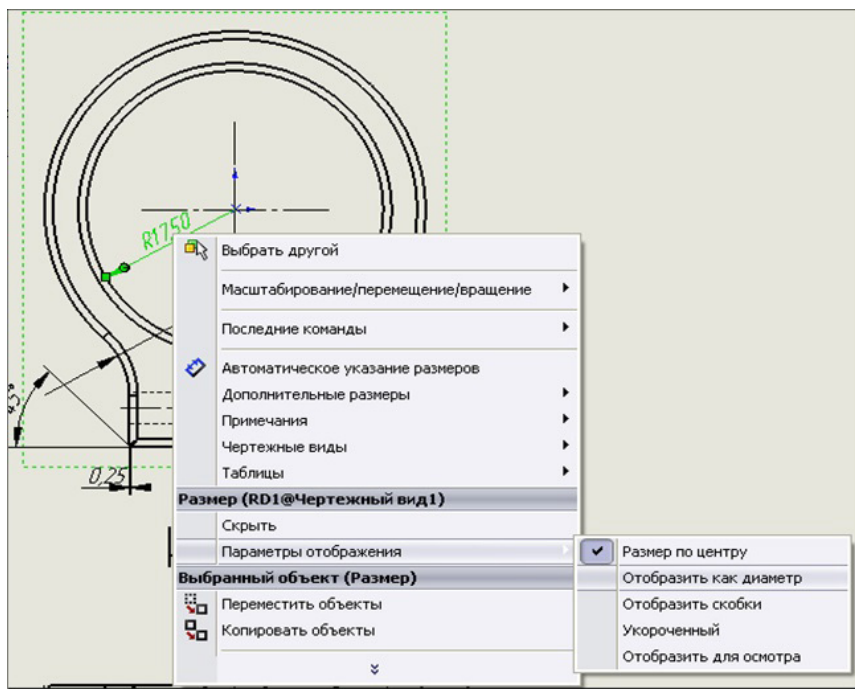 R17,50
Выбрать другой
Масштабирование/перемещение/вращение
Последние команды
Автоматическое указание размеров
Дополнительные размеры
Примечания
Чертежные виды
Таблицы
45°
0,25
Размер (RD1@Чертежный вид1)
Скрыть
Параметры отображения
Размер по центру
Отобразить как диаметр
Отобразить скобки
Укороченный
Отобразить для осмотра
Выбранный объект (Размер)
Переместить объекты
Копировать объекты